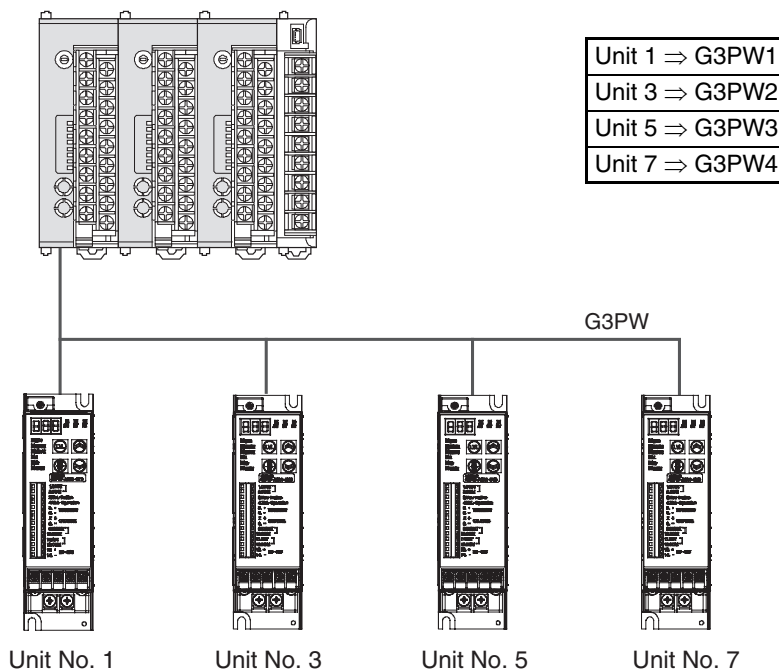 Unit 1 ⇒ G3PW1
Unit 3 ⇒ G3PW2
Unit 5 ⇒ G3PW3
Unit 7 ⇒ G3PW4
G3PW
Unit No. 1
Unit No. 3
Unit No. 5
Unit No. 7